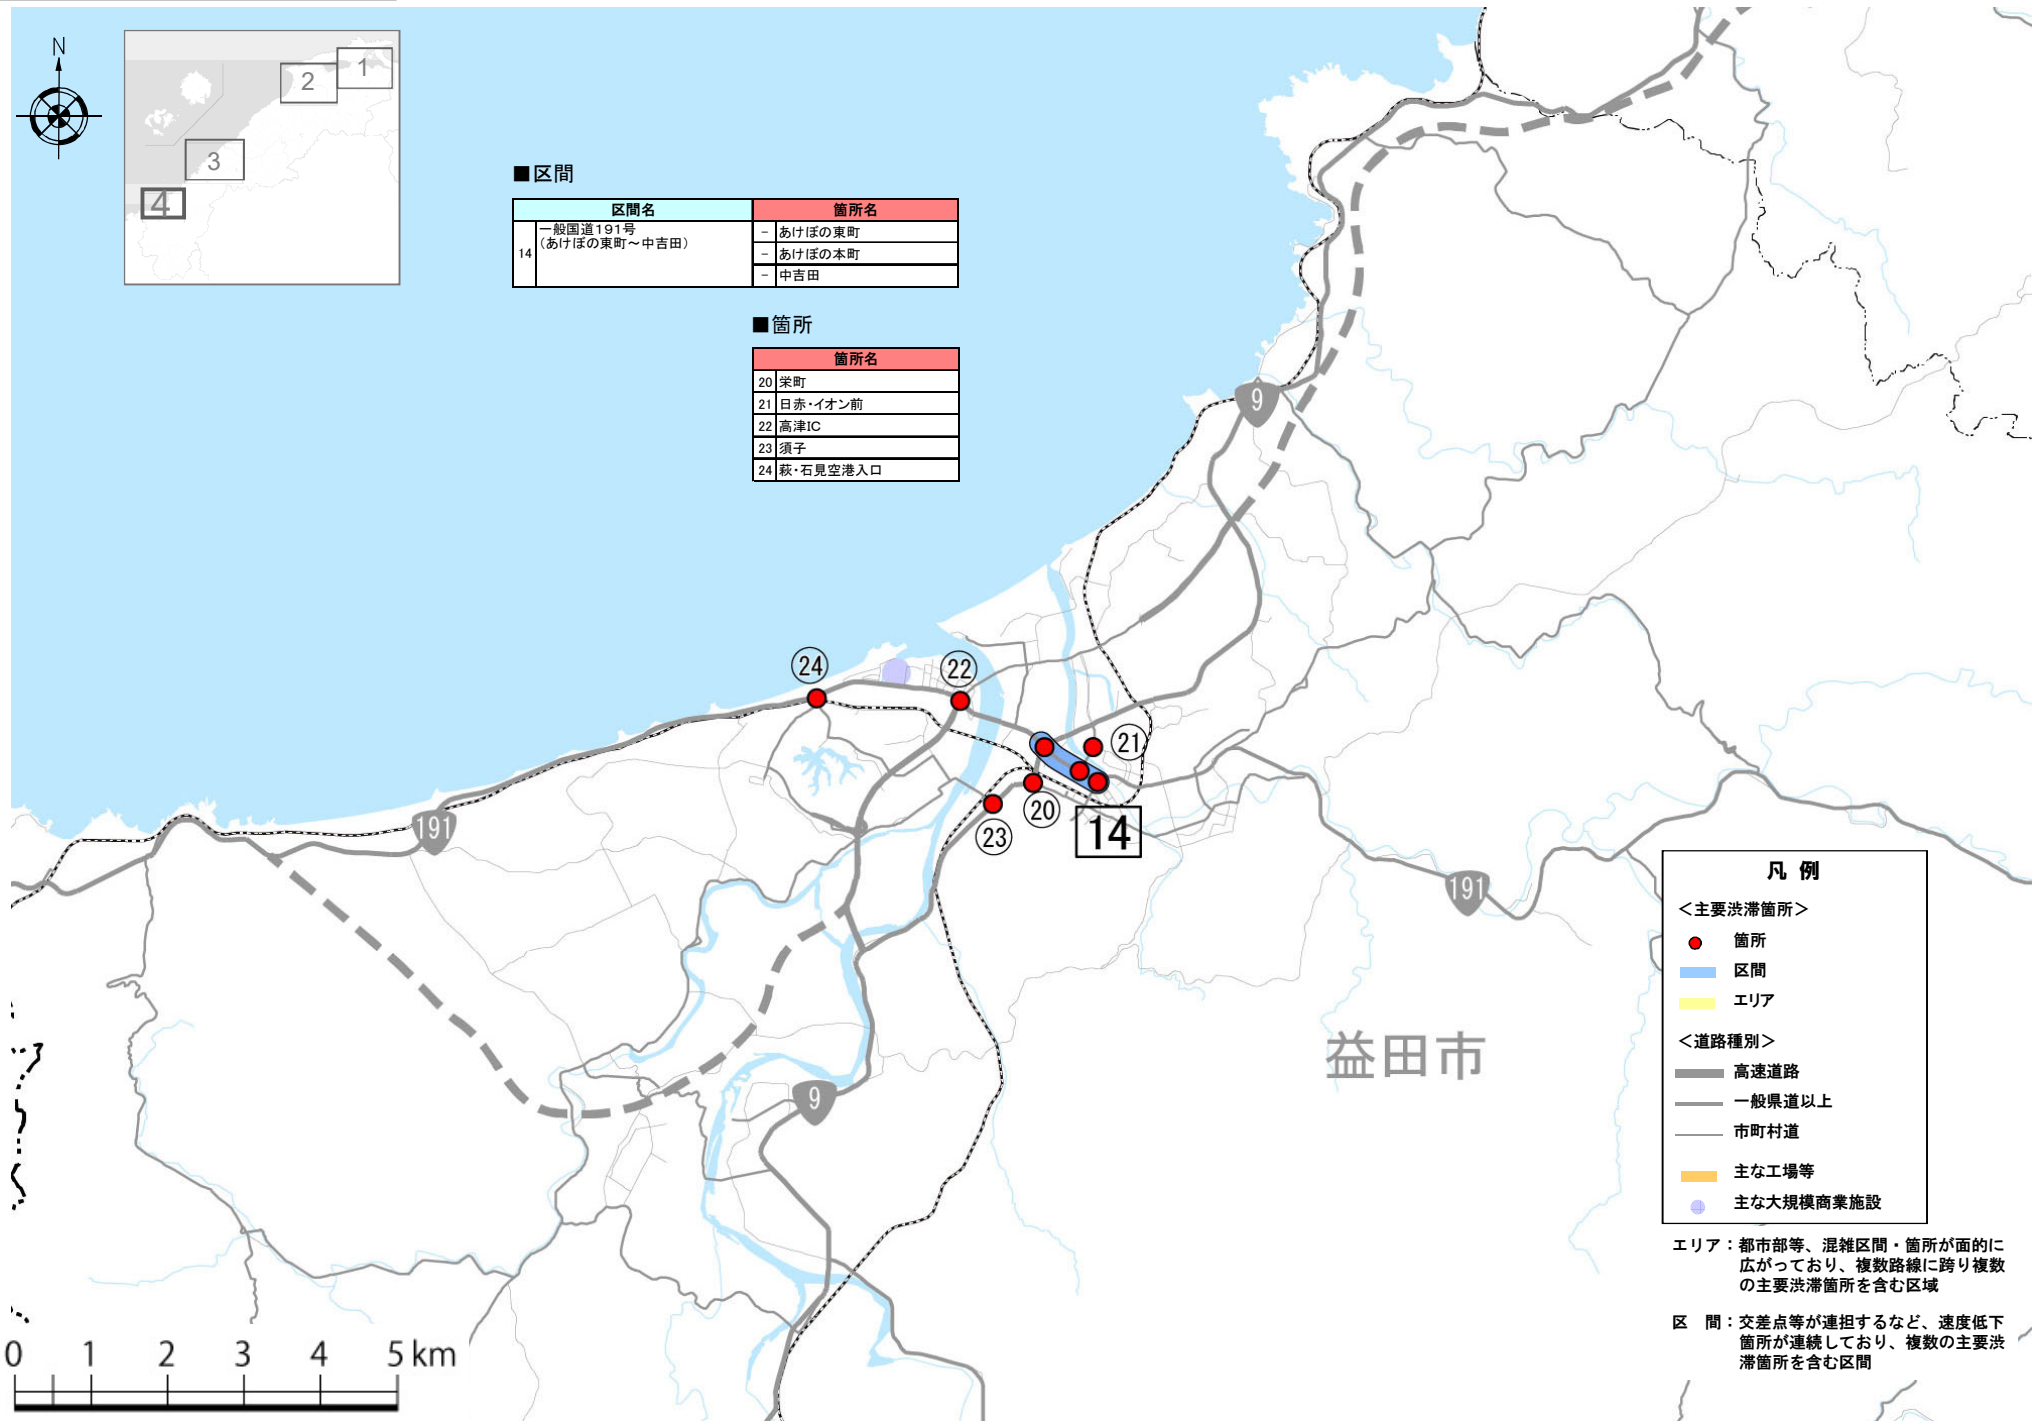 N
1
2
3
4
■区間
区間名 箇所名
14 一般国道191号
（あけぼの東町～中吉田）
－ あけぼの東町
－ あけぼの本町
－ 中吉田
■箇所
箇所名
20 栄町
21 日赤・イオン前
22 高津IC
23 須子
24 萩・石見空港入口
9
24
22
21
20
23
14
191
191
9
益田市
凡 例
＜主要渋滞箇所＞
箇所
区間
エリア
＜道路種別＞
高速道路
一般県道以上
市町村道
主な工場等
主な大規模商業施設
エリア：都市部等、混雑区間・箇所が面的に
広がっており、複数路線に跨り複数
の主要渋滞箇所を含む区域
区 間：交差点等が連担するなど、速度低下
箇所が連続しており、複数の主要渋
滞箇所を含む区間
0 1 2 3 4 5 km